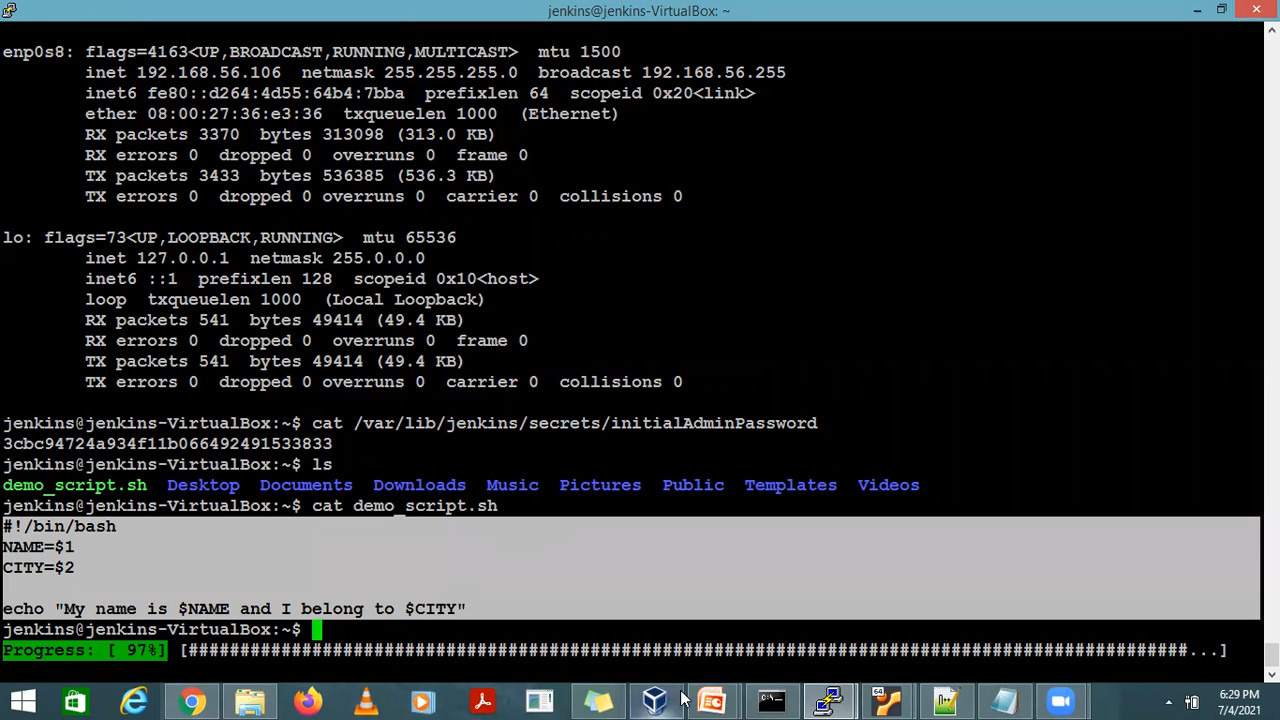 jenkins@jenkins-VirtualBox: ~
enp0s8: flags=4163<UP,BROADCAST,RUNNING,MULTICAST>  mtu 1500
        inet 192.168.56.106  netmask 255.255.255.0  broadcast 192.168.56.255
        inet6 fe80::d264:4d55:64b4:7bba  prefixlen 64  scopeid 0x20<link>
        ether 08:00:27:36:e3:36  txqueuelen 1000  (Ethernet)
        RX packets 3370  bytes 313098 (313.0 KB)
        RX errors 0  dropped 0  overruns 0  frame 0
        TX packets 3433  bytes 536385 (536.3 KB)
        TX errors 0  dropped 0 overruns 0  carrier 0  collisions 0
lo: flags=73<UP,LOOPBACK,RUNNING>  mtu 65536
        inet 127.0.0.1  netmask 255.0.0.0
        inet6 ::1  prefixlen 128  scopeid 0x10<host>
        loop  txqueuelen 1000  (Local Loopback)
        RX packets 541  bytes 49414 (49.4 KB)
        RX errors 0  dropped 0  overruns 0  frame 0
        TX packets 541  bytes 49414 (49.4 KB)
        TX errors 0  dropped 0 overruns 0  carrier 0  collisions 0
jenkins@jenkins-VirtualBox:~$ cat /var/lib/jenkins/secrets/initialAdminPassword
3cbc94724a934f11b066492491533833
jenkins@jenkins-VirtualBox:~$ ls
demo_script.sh  Desktop  Documents  Downloads  Music  Pictures  Public  Templates  Videos
jenkins@jenkins-VirtualBox:~$ cat demo_script.sh
#!/bin/bash
NAME=$1
CITY=$2
echo "My name is $NAME and I belong to $CITY"
jenkins@jenkins-VirtualBox:~$
Progress: [ 97%] [#################################################################################################...]
64
6:29 PM
7/4/2021